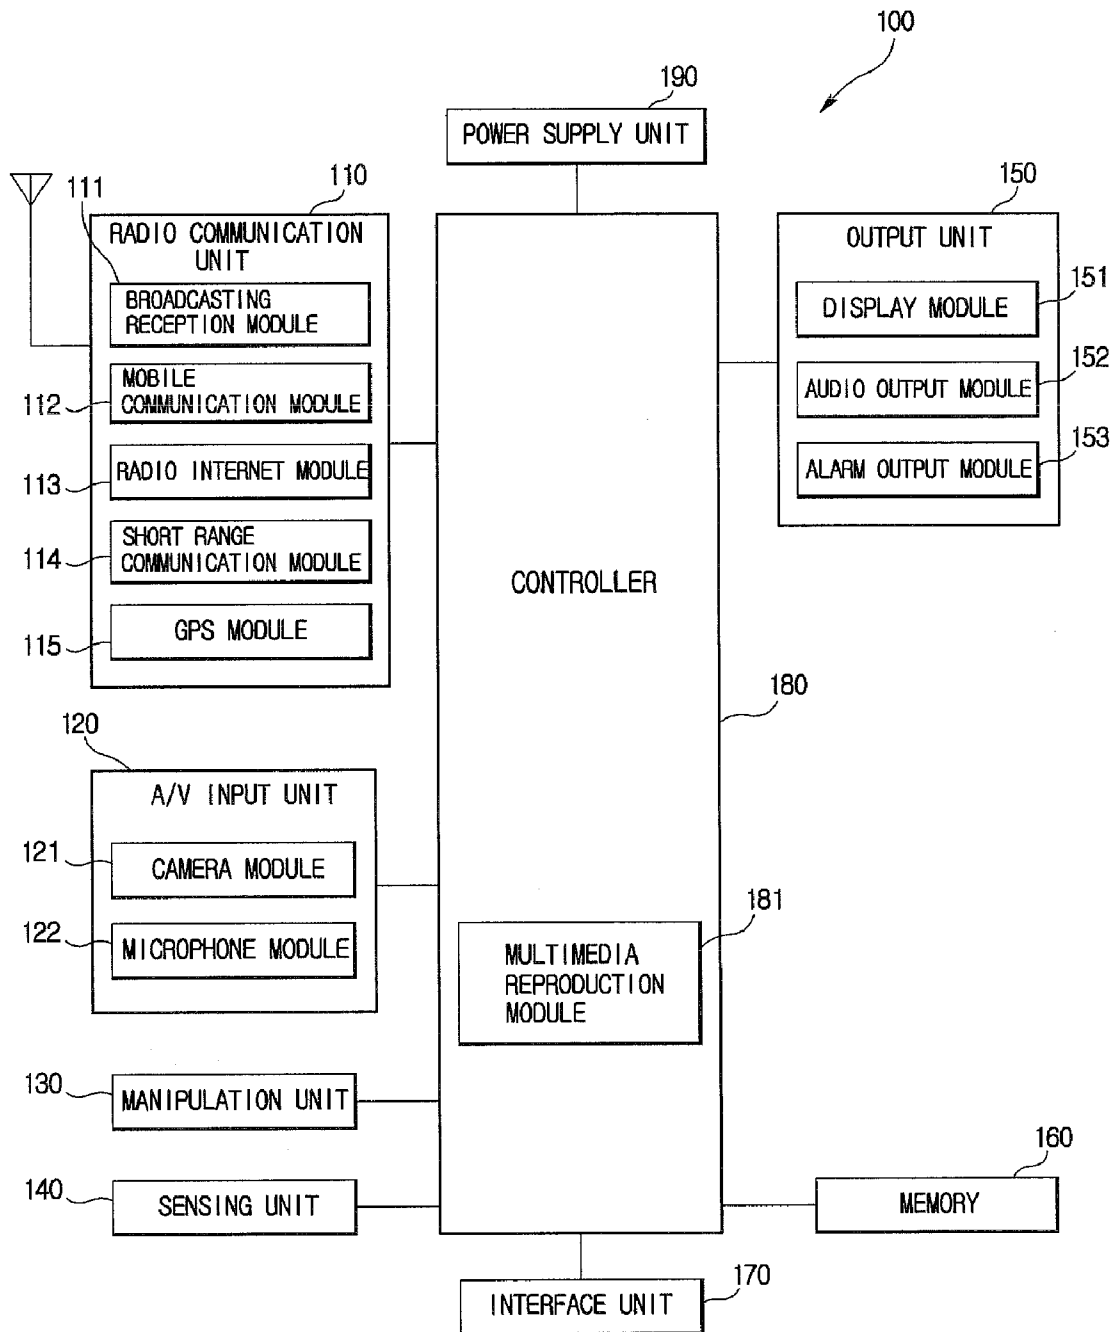 100
190
POWER SUPPLY UNIT
111
110
RADIO COMMUNICATION
UNIT
BROADCASTING
RECEPTION MODULE
112
MOBILE
COMMUNICATION MODULE
113
RADIO INTERNET MODULE
114
SHORT RANGE
COMMUNICATION MODULE
115
GPS MODULE
150
OUTPUT UNIT
151
DISPLAY MODULE
152
AUDIO OUTPUT MODULE
153
ALARM OUTPUT MODULE
CONTROLLER
180
120
A/V INPUT UNIT
121
CAMERA MODULE
122
MICROPHONE MODULE
181
MULTIMEDIA
REPRODUCTION
MODULE
130
MANIPULATION UNIT
140
SENSING UNIT
160
MEMORY
170
INTERFACE UNIT